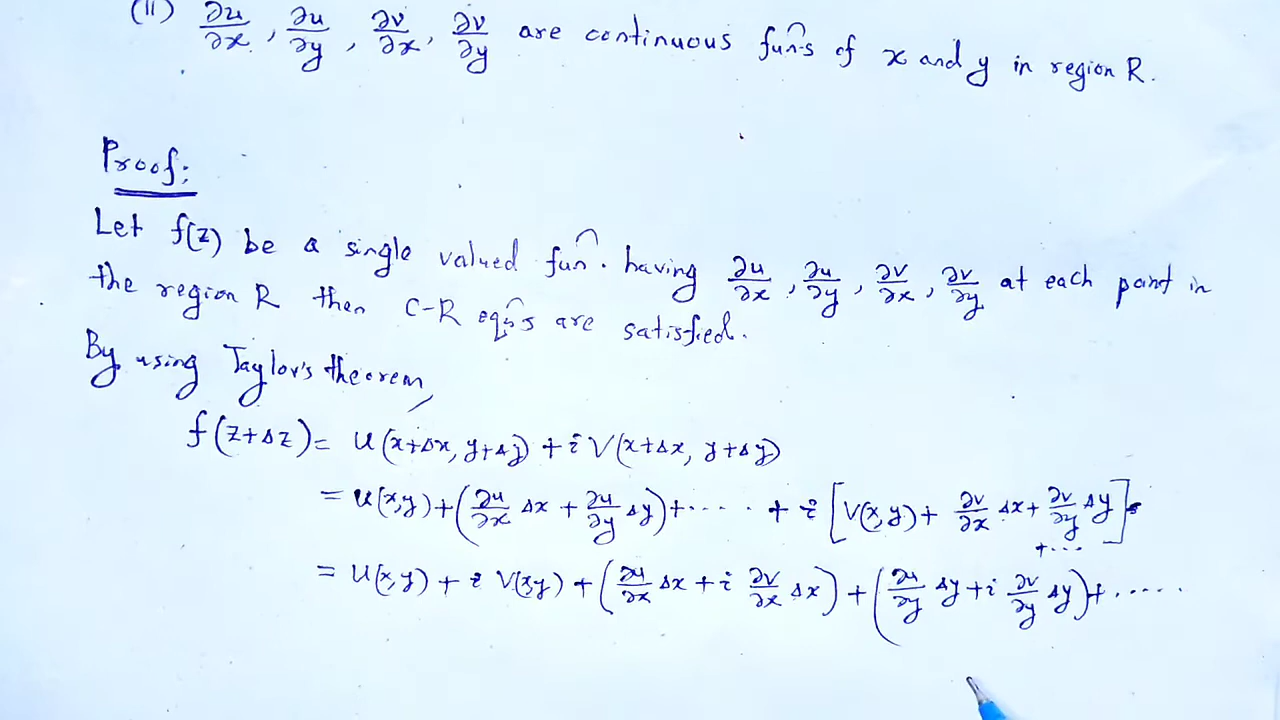 (ii) ∂u/∂x, ∂u/∂y, ∂v/∂x, ∂v/∂y are continuous funs of x and y in region R.
Proof:
Let f(z) be a single valued fun. having ∂u/∂x, ∂u/∂y, ∂v/∂x, ∂v/∂y at each point in
the region R then C-R eqns are satisfied.
By using Taylor's theorem,
f(z+Δz) = u(x+Δx, y+Δy) + i V(x+Δx, y+Δy)
= u(x,y) + (∂u/∂x Δx + ∂u/∂y Δy) + ····· + i [V(x,y) + ∂v/∂x Δx + ∂v/∂y Δy + ···]
= u(x,y) + i V(x,y) + (∂u/∂x Δx + i ∂v/∂x Δx) + (∂u/∂y Δy + i ∂v/∂y Δy) + ·····